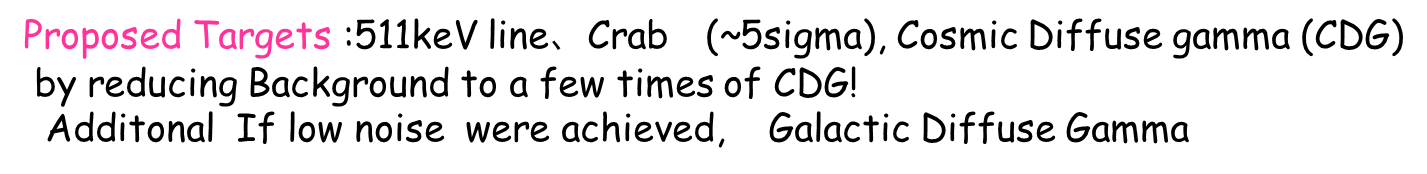 Proposed Targets :511keV line、Crab (~5sigma), Cosmic Diffuse gamma (CDG)
by reducing Background to a few times of CDG!
Additonal If low noise were achieved, Galactic Diffuse Gamma